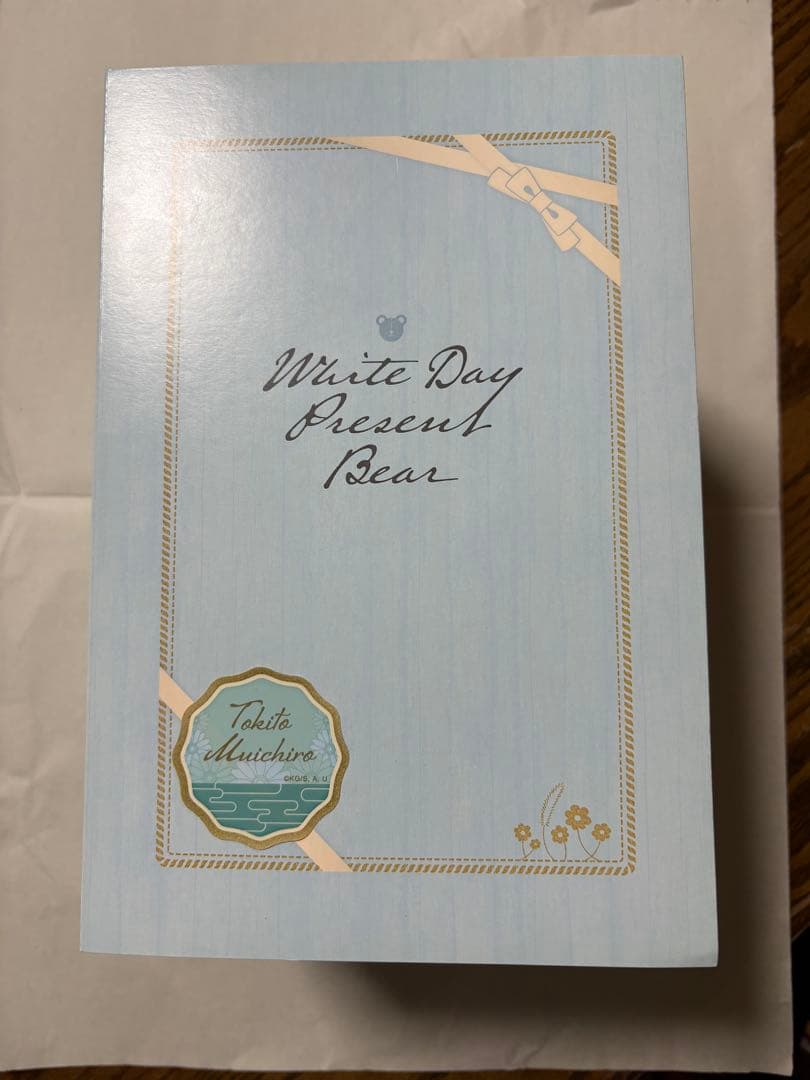 White Day
Present
Bear
Tokito
Muichiro
©KG/S, A, U